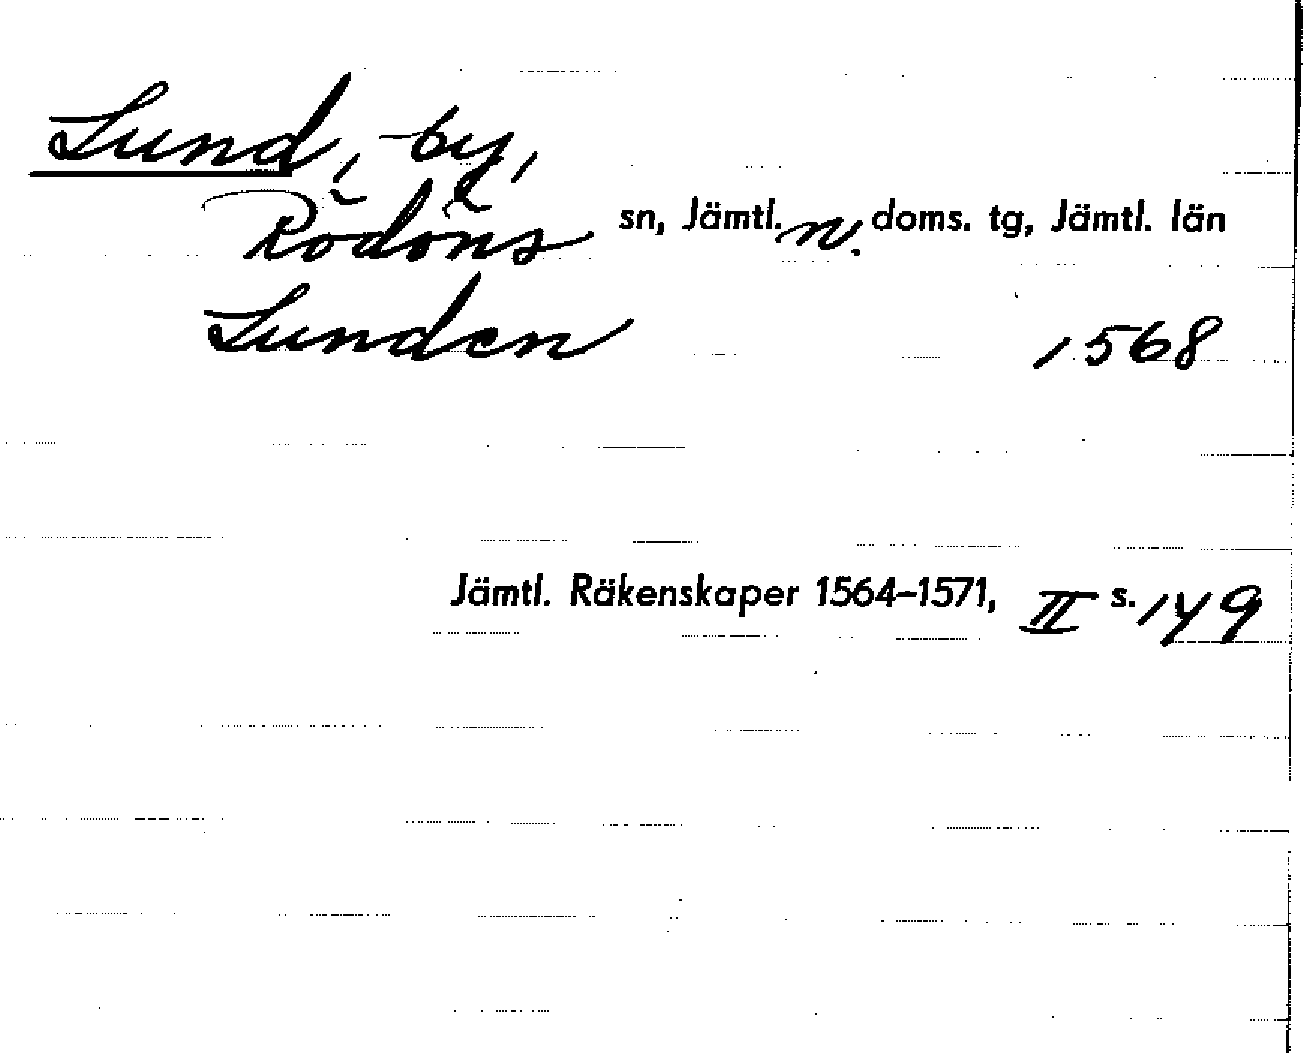 Lund, by,
Rödöns sn, Jämtl. n. doms. tg, Jämtl. län
Lunden 1568
Jämtl. Räkenskaper 1564–1571, II s. 149